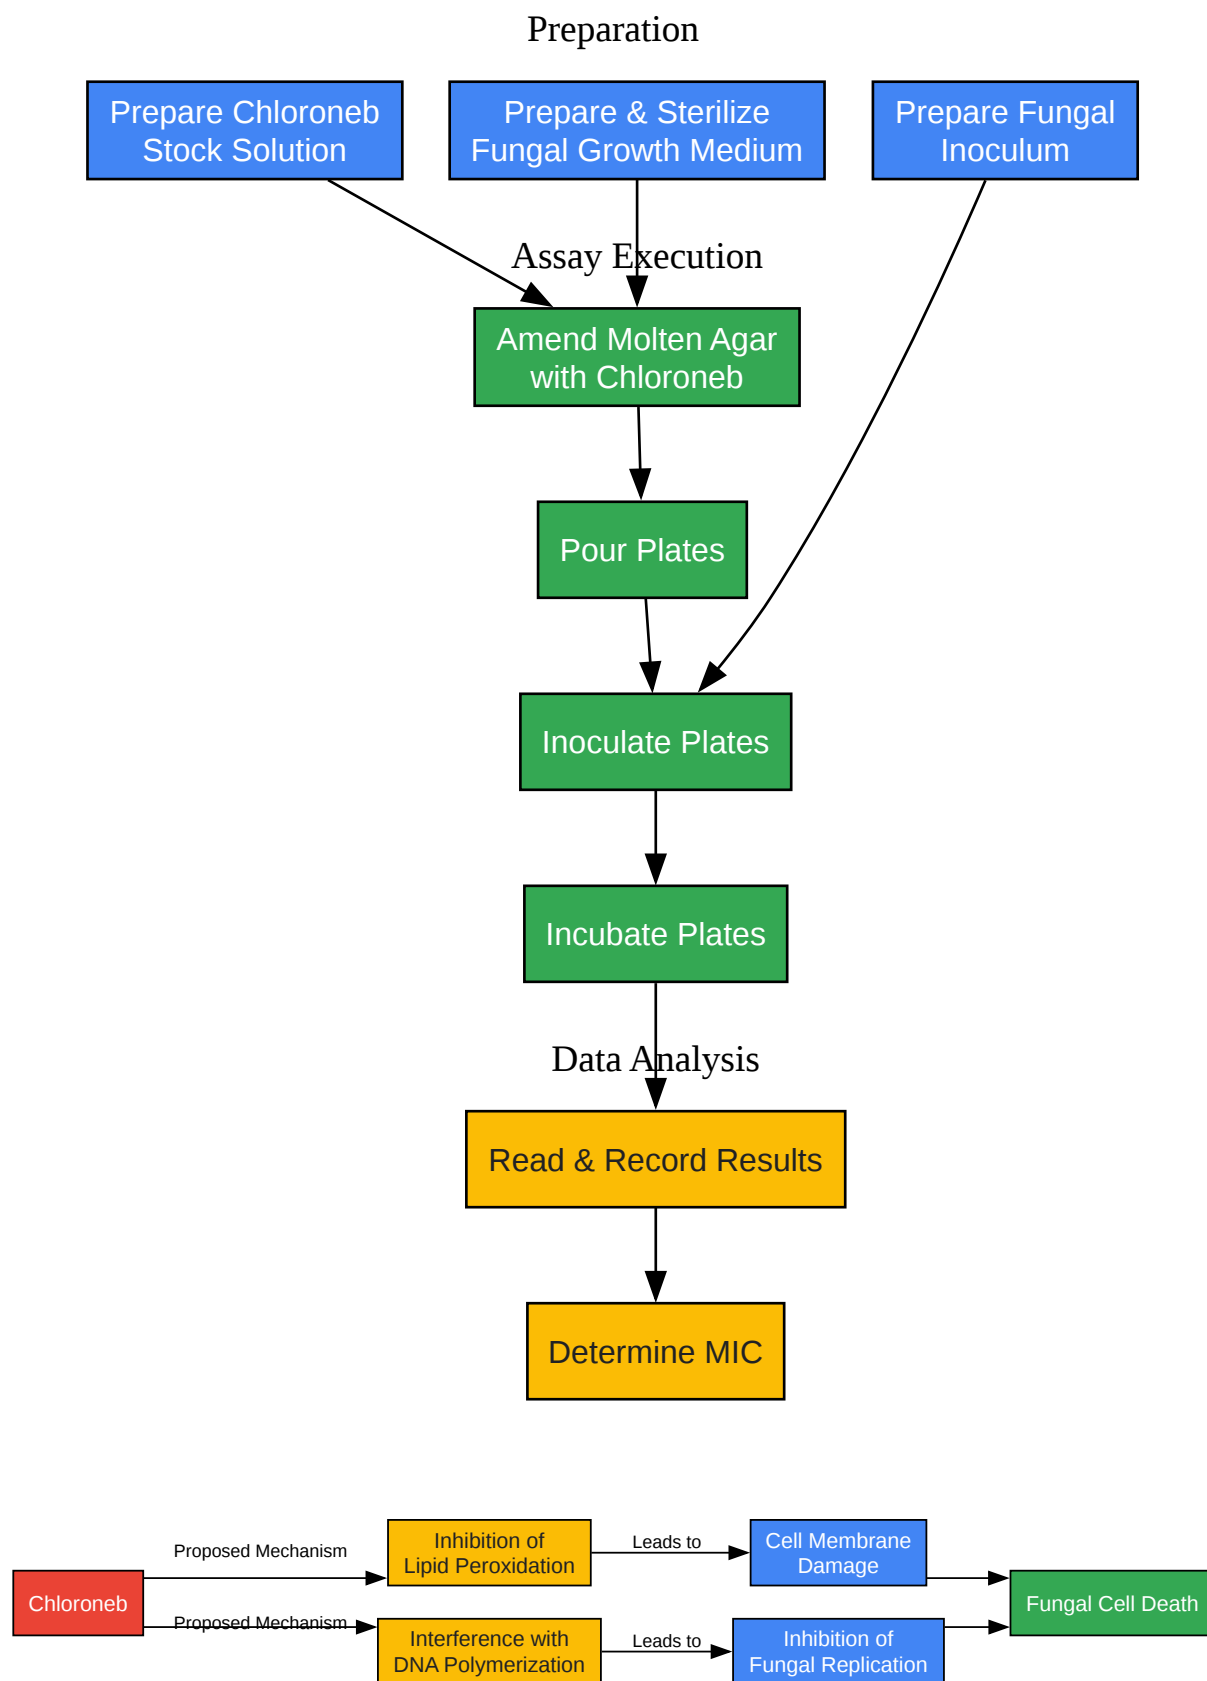 Preparation
Prepare Chloroneb
Stock Solution
Prepare & Sterilize
Fungal Growth Medium
Prepare Fungal
Inoculum
Assay Execution
Amend Molten Agar
with Chloroneb
Pour Plates
Inoculate Plates
Incubate Plates
Data Analysis
Read & Record Results
Determine MIC
Chloroneb
Proposed Mechanism
Inhibition of
Lipid Peroxidation
Leads to
Cell Membrane
Damage
Proposed Mechanism
Interference with
DNA Polymerization
Leads to
Inhibition of
Fungal Replication
Fungal Cell Death